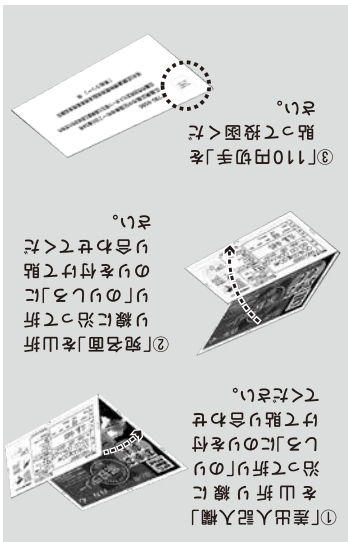 ①「差出人記入欄」
を山折り線に
沿って折り「のり
しろ」にのりを付
けて貼り合わせ
てください。
②「宛名面」を「山折
り線に沿って折
り」「のりしろ」に
のりを付けて貼
り合わせてくだ
さい。
③「110円切手」を
貼って投函くだ
さい。